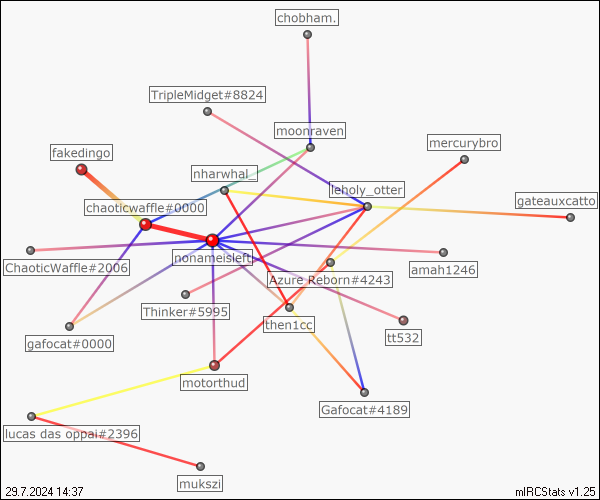 chobham.
TripleMidget#8824
moonraven
mercurybro
fakedingo
nharwhal_
leholy_otter
gateauxcatto
chaoticwaffle#0000
nonameisleft
ChaoticWaffle#2006
amah1246
Azure Reborn#4243
Thinker#5995
then1cc
tt532
gafocat#0000
motorthud
Gafocat#4189
lucas das oppai#2396
mukszi
29.7.2024 14:37
mIRCStats v1.25